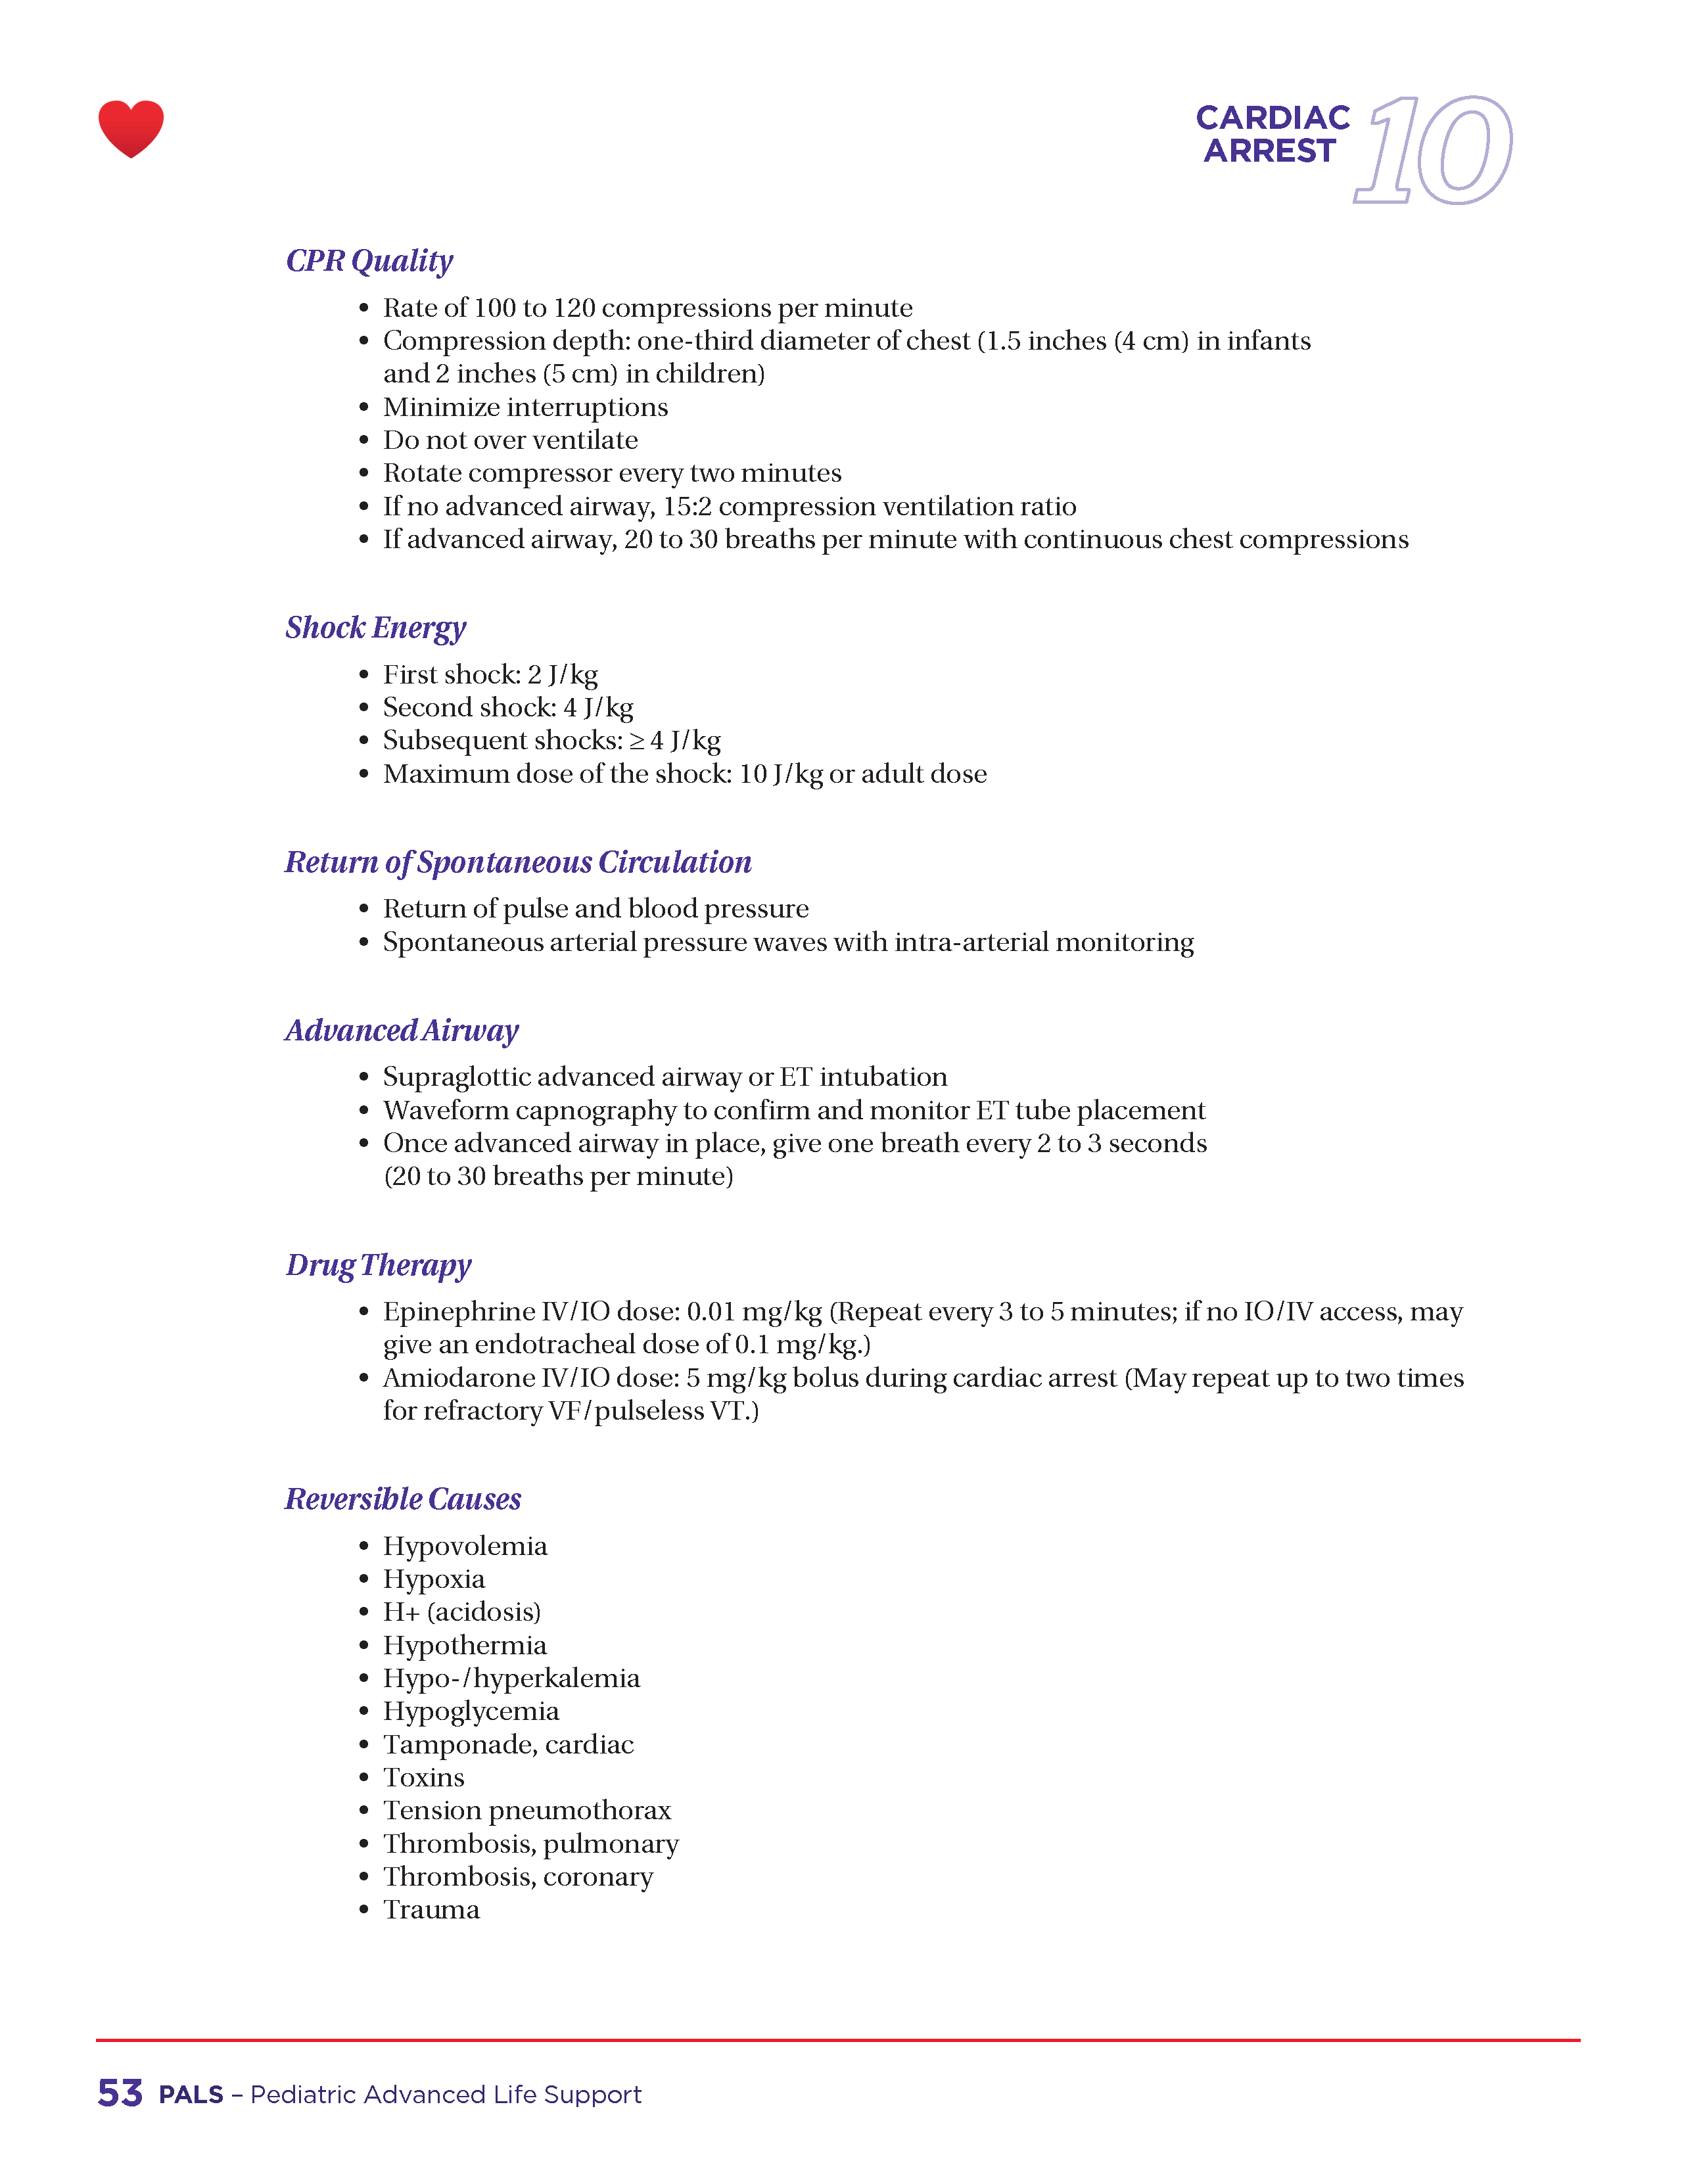 CARDIAC
ARREST
10
CPR Quality
• Rate of 100 to 120 compressions per minute
• Compression depth: one-third diameter of chest (1.5 inches (4 cm) in infants
and 2 inches (5 cm) in children)
• Minimize interruptions
• Do not over ventilate
• Rotate compressor every two minutes
• If no advanced airway, 15:2 compression ventilation ratio
• If advanced airway, 20 to 30 breaths per minute with continuous chest compressions
Shock Energy
• First shock: 2 J/kg
• Second shock: 4 J/kg
• Subsequent shocks: ≥ 4 J/kg
• Maximum dose of the shock: 10 J/kg or adult dose
Return of Spontaneous Circulation
• Return of pulse and blood pressure
• Spontaneous arterial pressure waves with intra-arterial monitoring
Advanced Airway
• Supraglottic advanced airway or ET intubation
• Waveform capnography to confirm and monitor ET tube placement
• Once advanced airway in place, give one breath every 2 to 3 seconds
(20 to 30 breaths per minute)
Drug Therapy
• Epinephrine IV/IO dose: 0.01 mg/kg (Repeat every 3 to 5 minutes; if no IO/IV access, may
give an endotracheal dose of 0.1 mg/kg.)
• Amiodarone IV/IO dose: 5 mg/kg bolus during cardiac arrest (May repeat up to two times
for refractory VF/pulseless VT.)
Reversible Causes
• Hypovolemia
• Hypoxia
• H+ (acidosis)
• Hypothermia
• Hypo-/hyperkalemia
• Hypoglycemia
• Tamponade, cardiac
• Toxins
• Tension pneumothorax
• Thrombosis, pulmonary
• Thrombosis, coronary
• Trauma
53 PALS – Pediatric Advanced Life Support